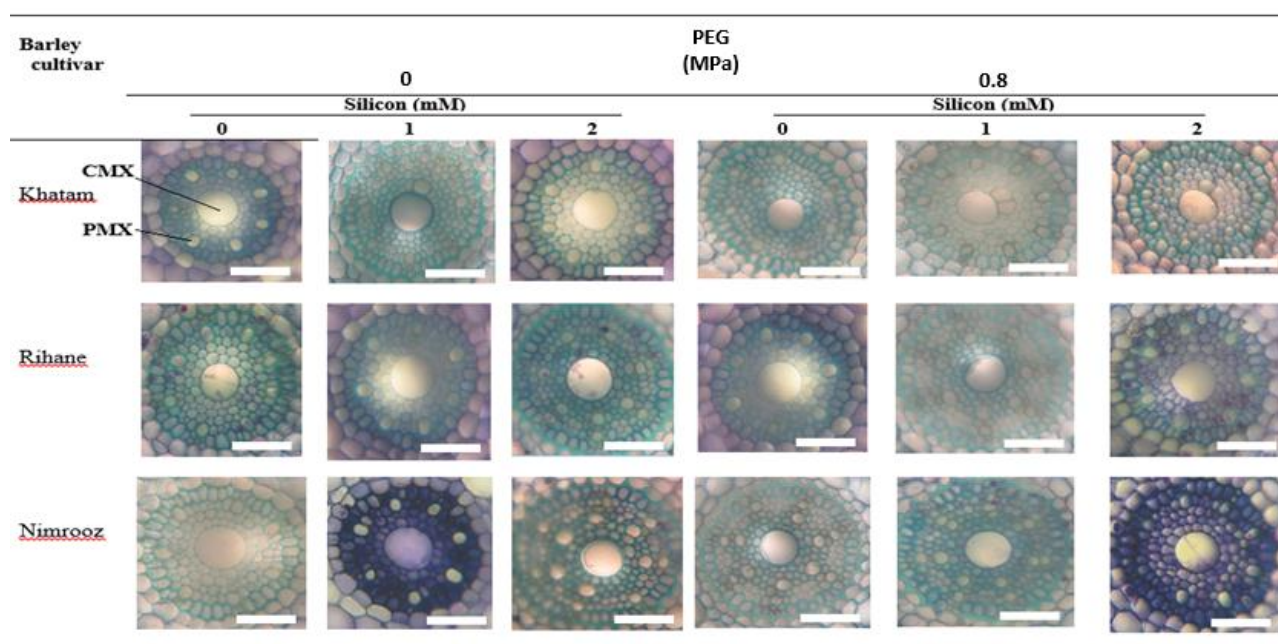 Barley
cultivar
PEG
(MPa)
0 0.8
Silicon (mM) Silicon (mM)
0 1 2 0 1 2
CMX
Khatam
PMX
Rihane
Nimrooz